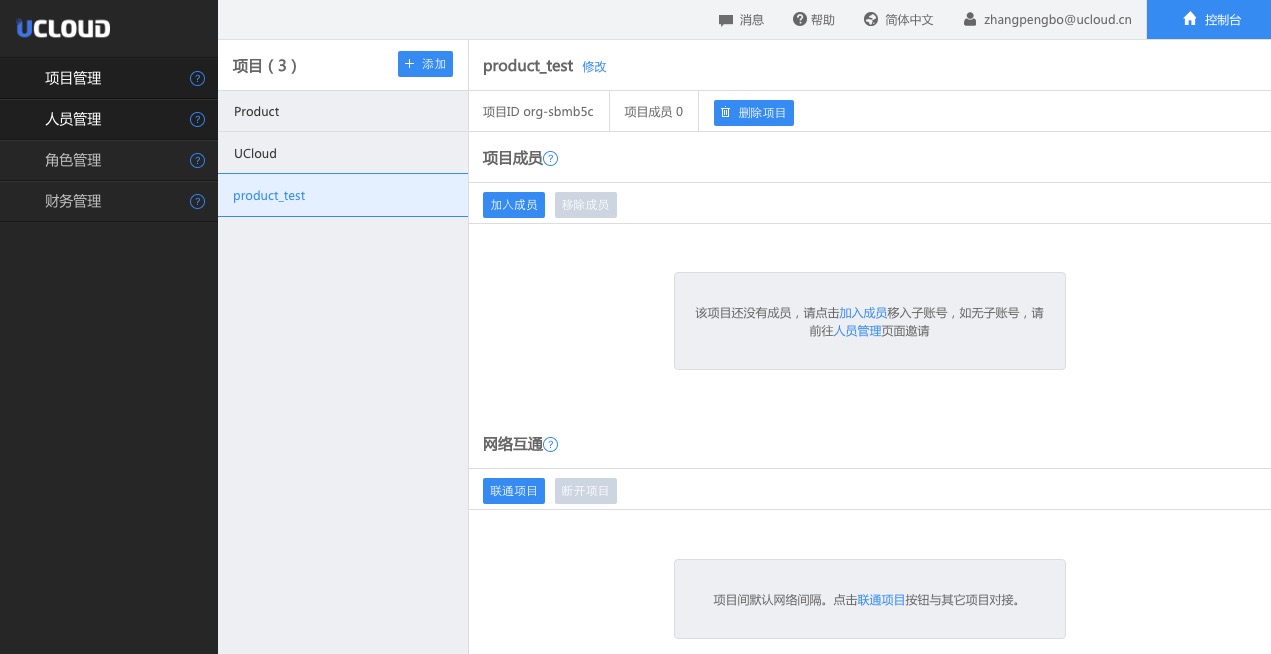 UCLOUD
消息
帮助
简体中文
zhangpengbo@ucloud.cn
控制台
项目管理
人员管理
角色管理
财务管理
项目（3）
添加
Product
UCloud
product_test
product_test 修改
项目ID org-sbmb5c
项目成员 0
删除项目
项目成员
加入成员
移除成员
该项目还没有成员，请点击加入成员移入子账号，如无子账号，请
前往人员管理页面邀请
网络互通
联通项目
断开项目
项目间默认网络间隔。点击联通项目按钮与其它项目对接。